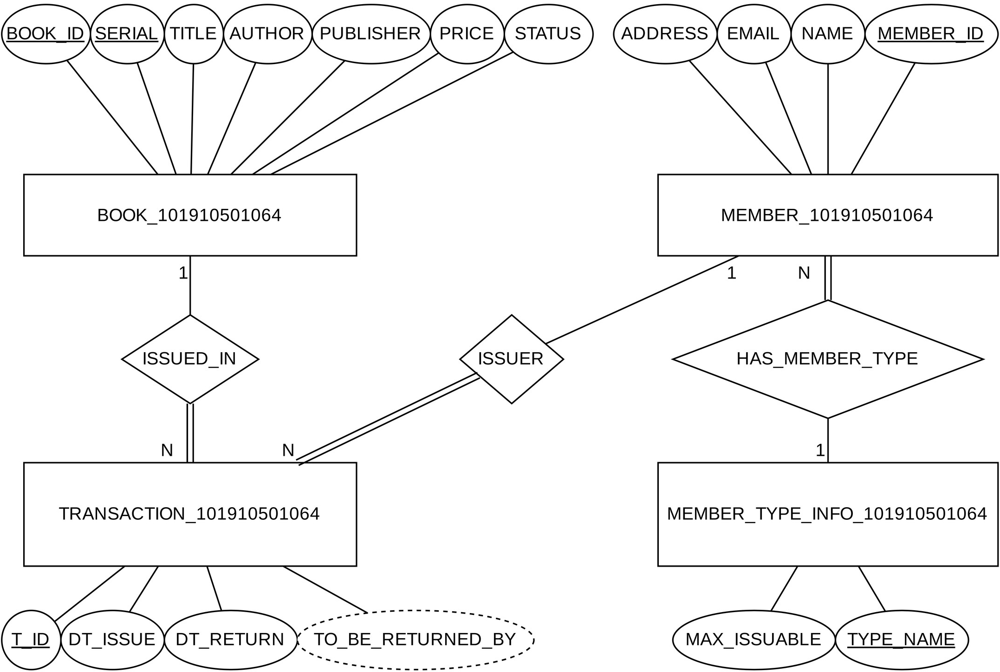 BOOK_ID SERIAL TITLE AUTHOR PUBLISHER PRICE STATUS ADDRESS EMAIL NAME MEMBER_ID
BOOK_101910501064 MEMBER_101910501064
1 1 N
ISSUED_IN ISSUER HAS_MEMBER_TYPE
N N 1
TRANSACTION_101910501064 MEMBER_TYPE_INFO_101910501064
T_ID DT_ISSUE DT_RETURN TO_BE_RETURNED_BY MAX_ISSUABLE TYPE_NAME